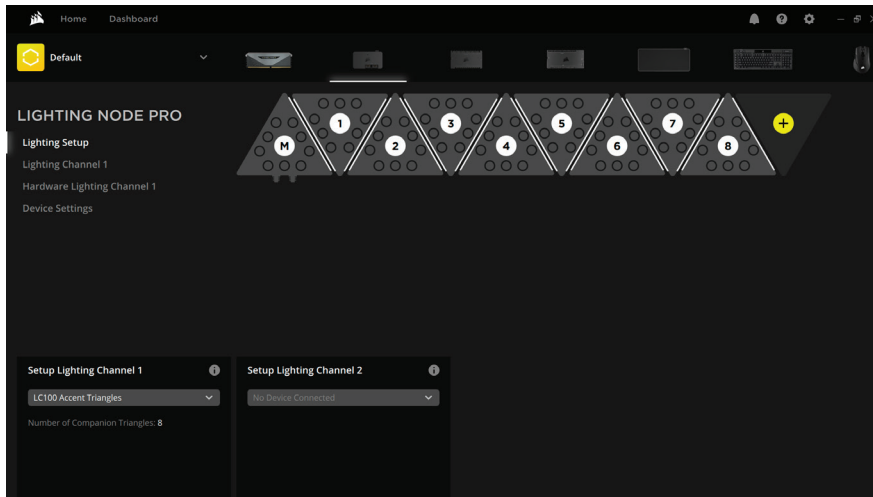 Home Dashboard
Default
LIGHTING NODE PRO
Lighting Setup
Lighting Channel 1
Hardware Lighting Channel 1
Device Settings
1 3 5 7 +
M 2 4 6 8
Setup Lighting Channel 1
LC100 Accent Triangles
Number of Companion Triangles: 8
Setup Lighting Channel 2
No Device Connected